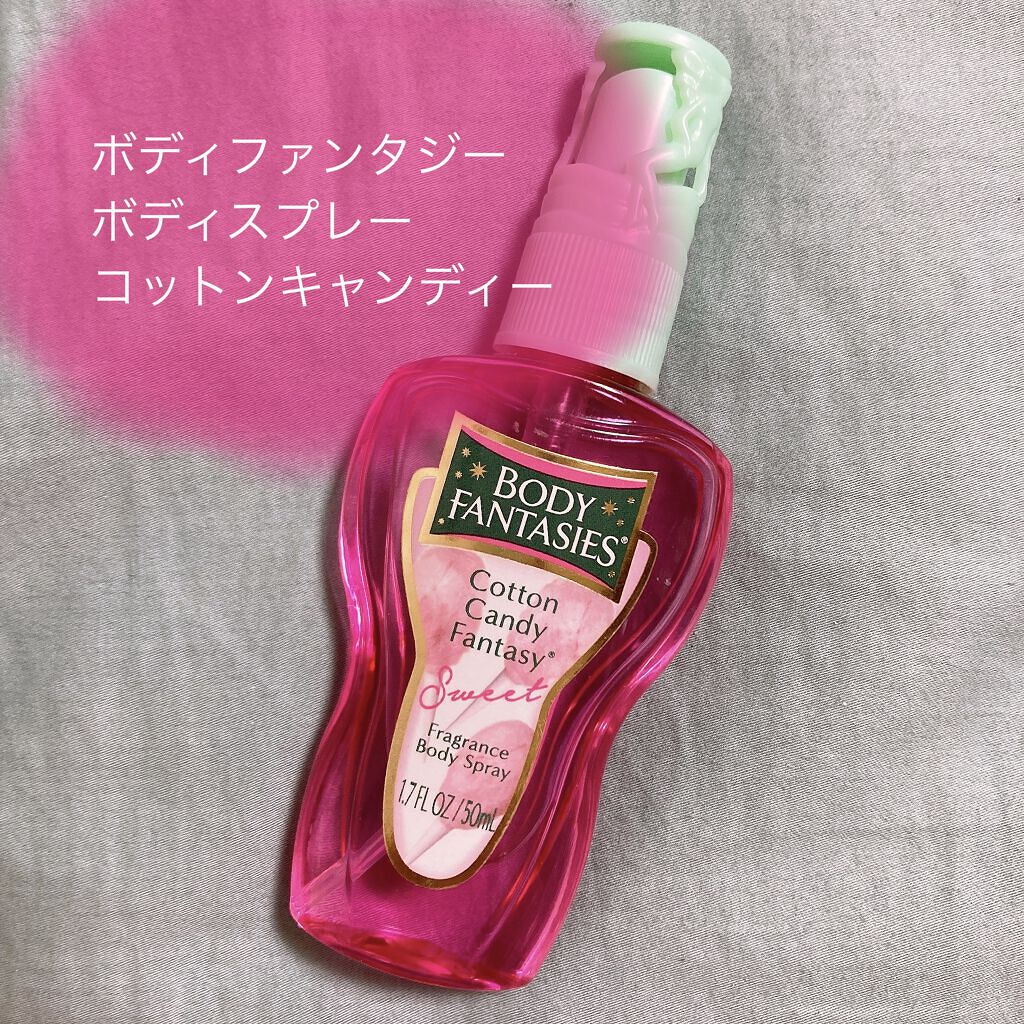 ボディファンタジー
ボディスプレー
コットンキャンディー
BODY
FANTASIES®
Cotton
Candy
Fantasy®
Sweet
Fragrance
Body Spray
1.7 FL OZ/50mL